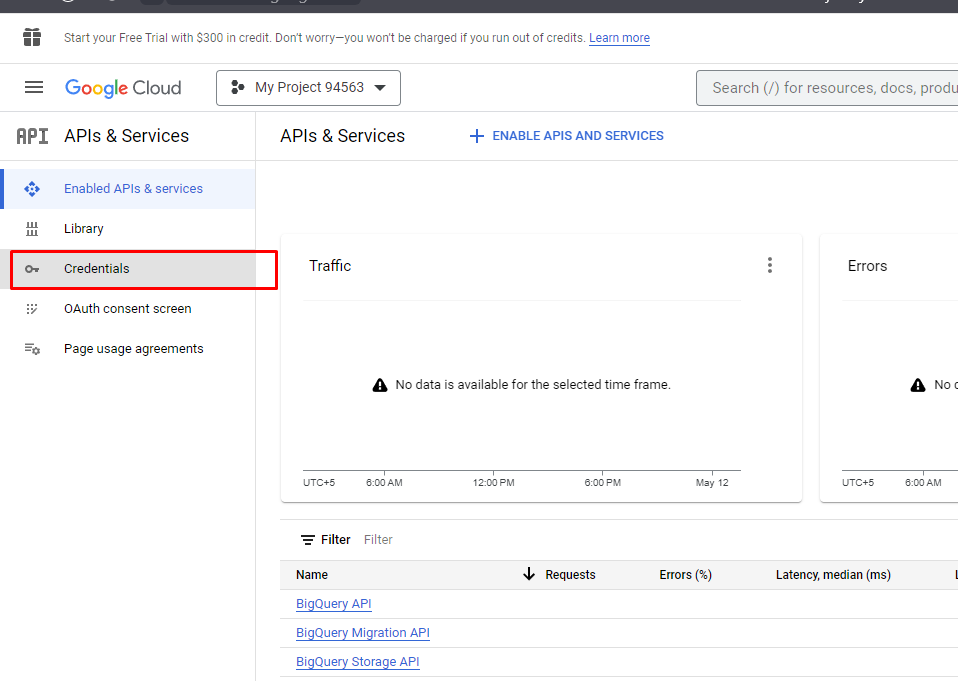 Start your Free Trial with $300 in credit. Don't worry—you won't be charged if you run out of credits. Learn more
Google Cloud
My Project 94563
Search (/) for resources, docs, produ
API
APIs & Services
APIs & Services
ENABLE APIS AND SERVICES
Enabled APIs & services
Library
Credentials
OAuth consent screen
Page usage agreements
Traffic
Errors
No data is available for the selected time frame.
No
UTC+5 6:00 AM 12:00 PM 6:00 PM May 12
UTC+5 6:00 AM
Filter Filter
Name Requests Errors (%) Latency, median (ms)
BigQuery API
BigQuery Migration API
BigQuery Storage API